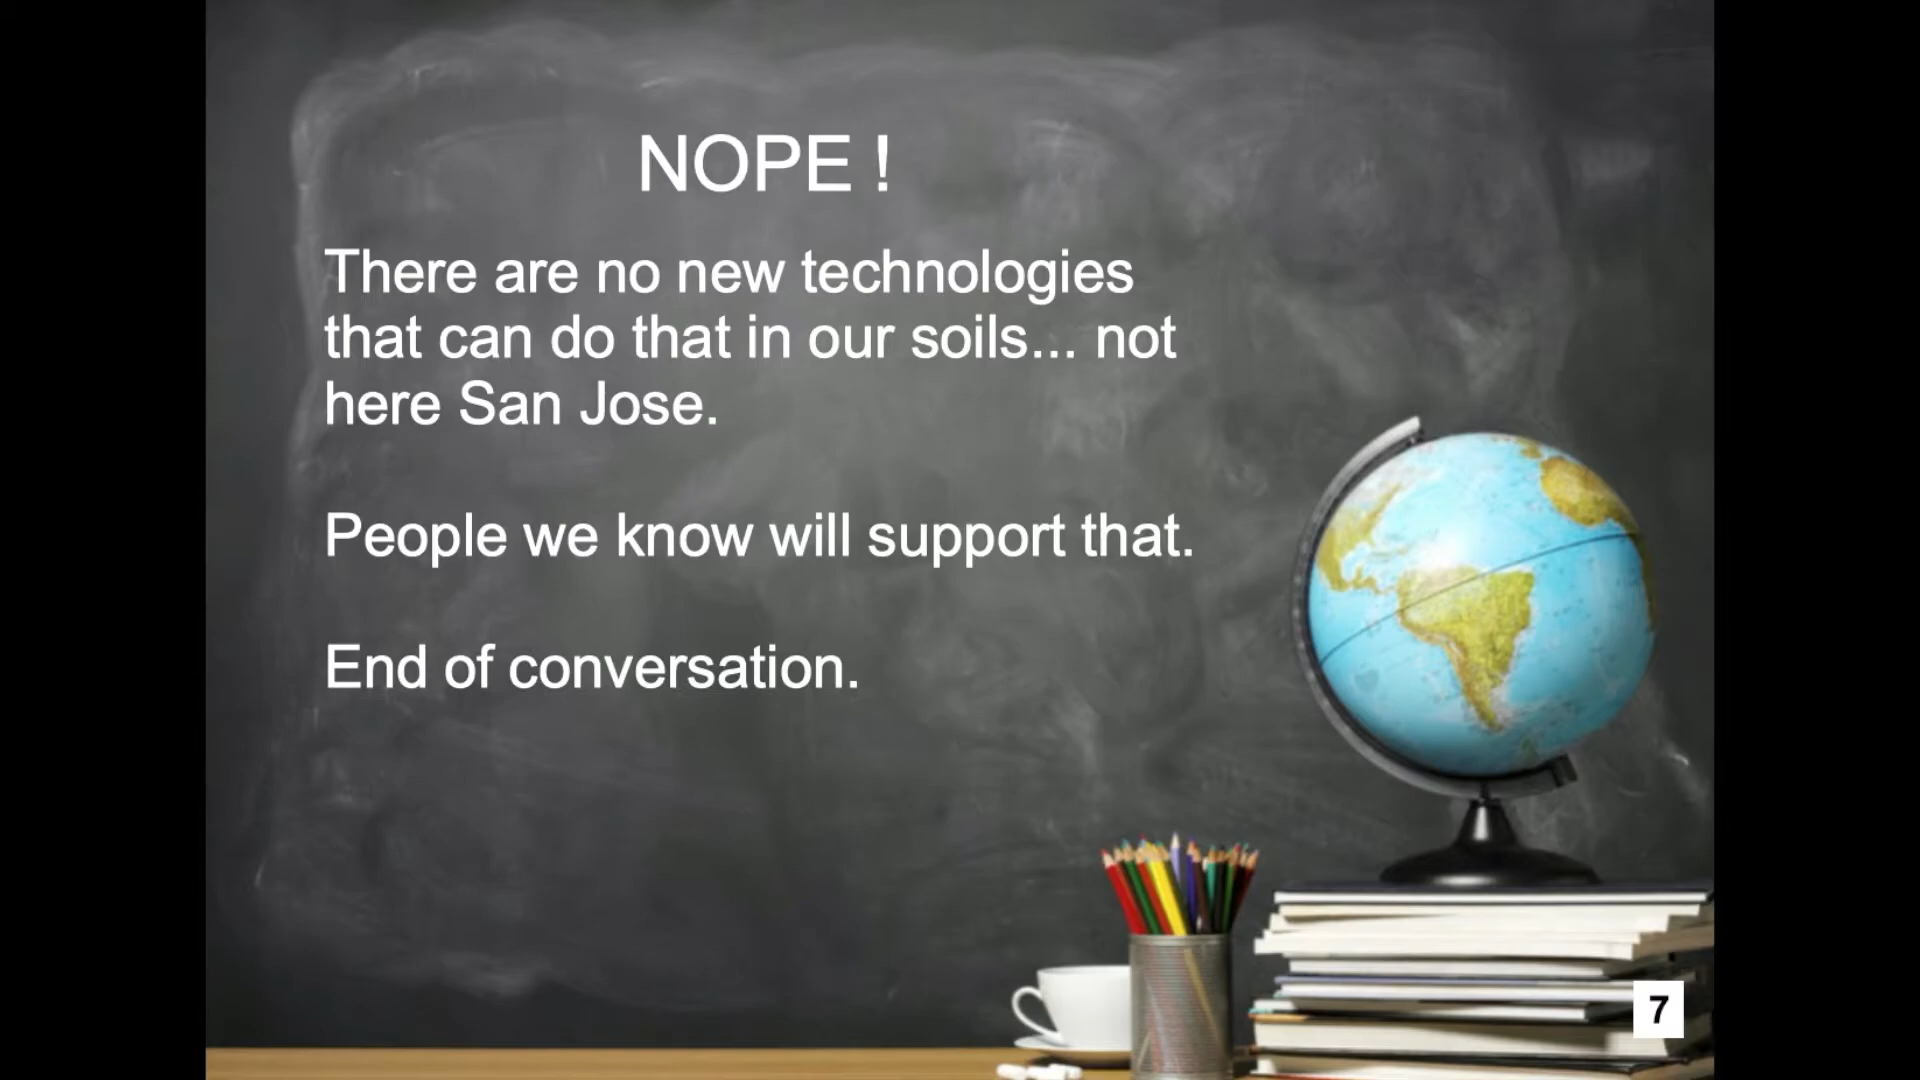 NOPE !
There are no new technologies
that can do that in our soils... not
here San Jose.
People we know will support that.
End of conversation.
7